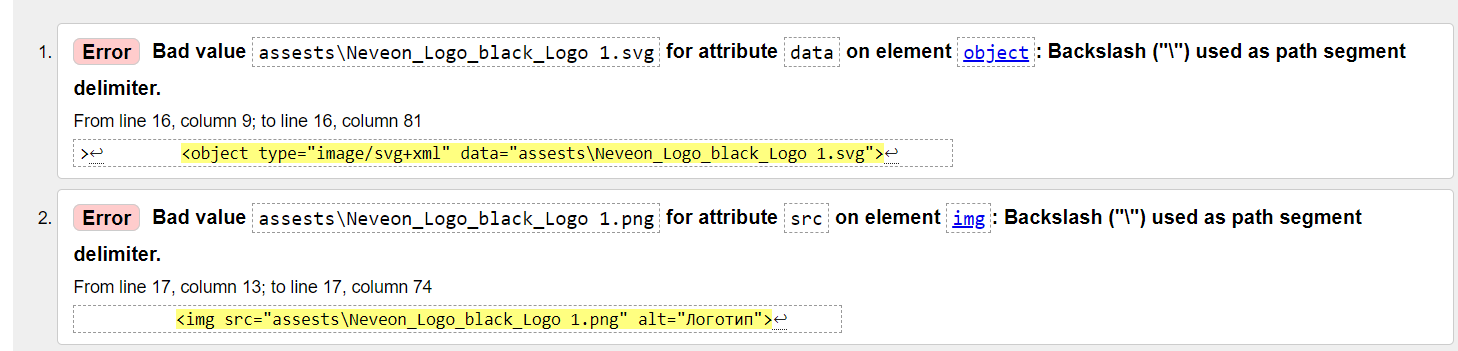 1. Error Bad value assests\Neveon_Logo_black_Logo 1.svg for attribute data on element object: Backslash ("\") used as path segment
delimiter.
From line 16, column 9; to line 16, column 81
>↩ <object type="image/svg+xml" data="assests\Neveon_Logo_black_Logo 1.svg">↩
2. Error Bad value assests\Neveon_Logo_black_Logo 1.png for attribute src on element img: Backslash ("\") used as path segment
delimiter.
From line 17, column 13; to line 17, column 74
<img src="assests\Neveon_Logo_black_Logo 1.png" alt="Логотип">↩